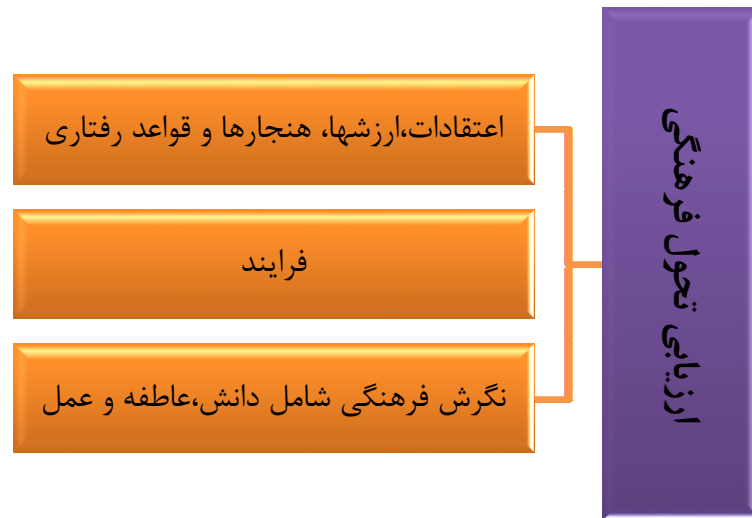 ارزیابی تحول فرهنگی
اعتقادات،ارزشها، هنجارها و قواعد رفتاری
فرایند
نگرش فرهنگی شامل دانش،عاطفه و عمل